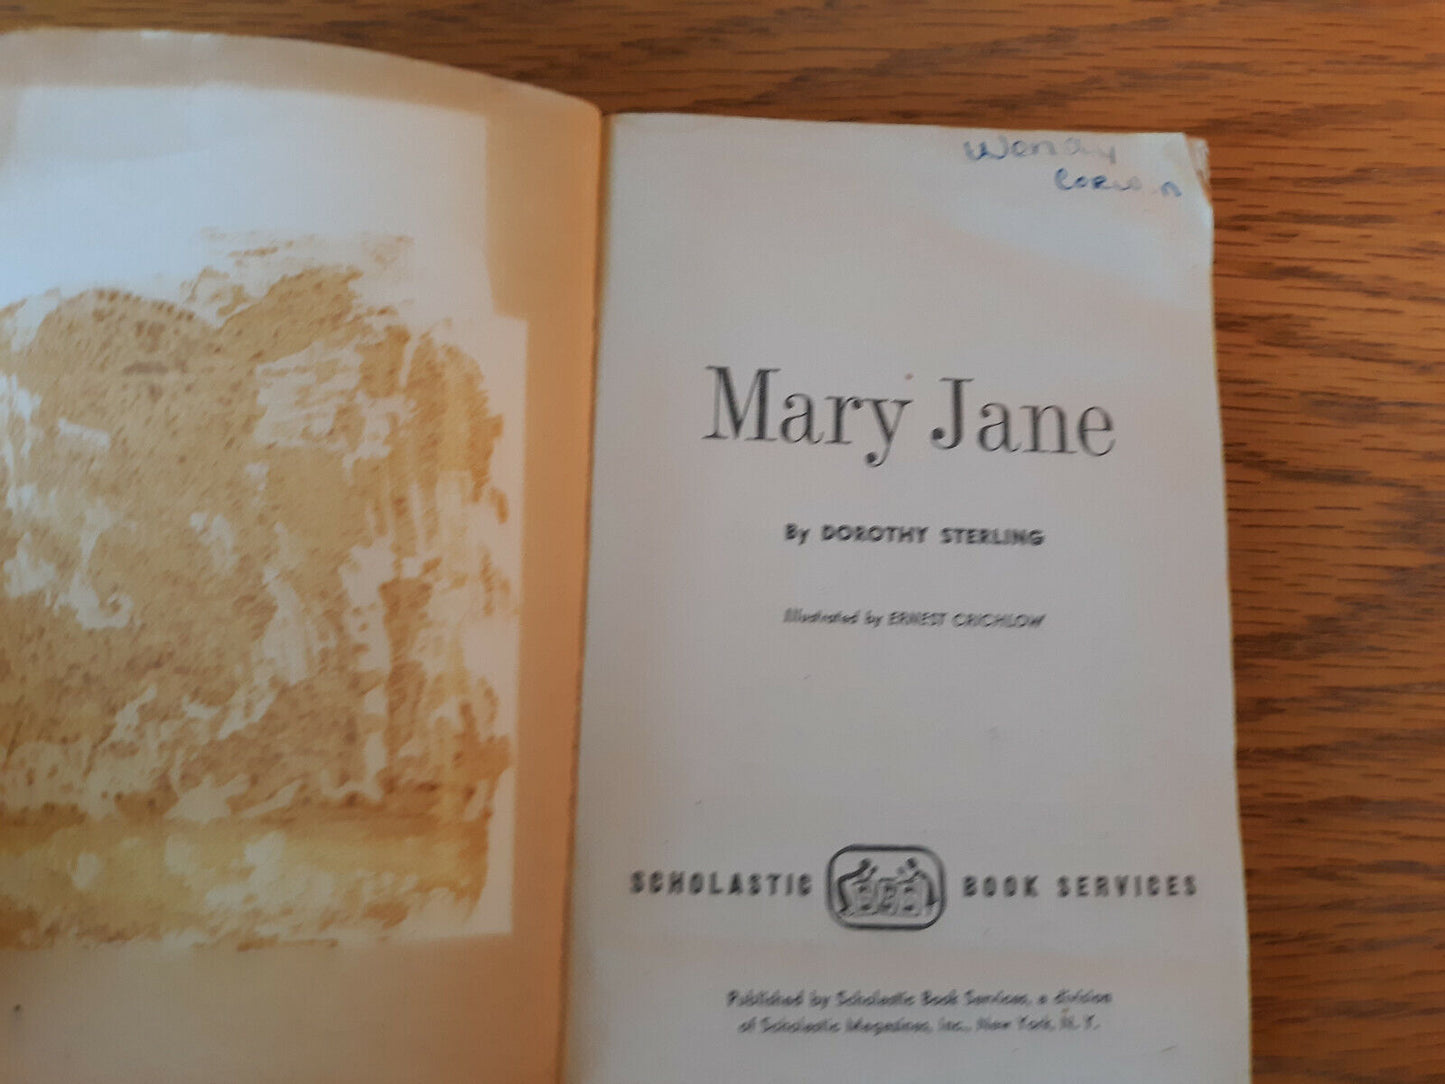 Wendy
Mary Jane
By DOROTHY STERLING
Illustrated by ERNEST CRICHLOW
SCHOLASTIC BOOK SERVICES
Published by Scholastic Book Services, a division
of Scholastic Magazines, Inc., New York, N. Y.